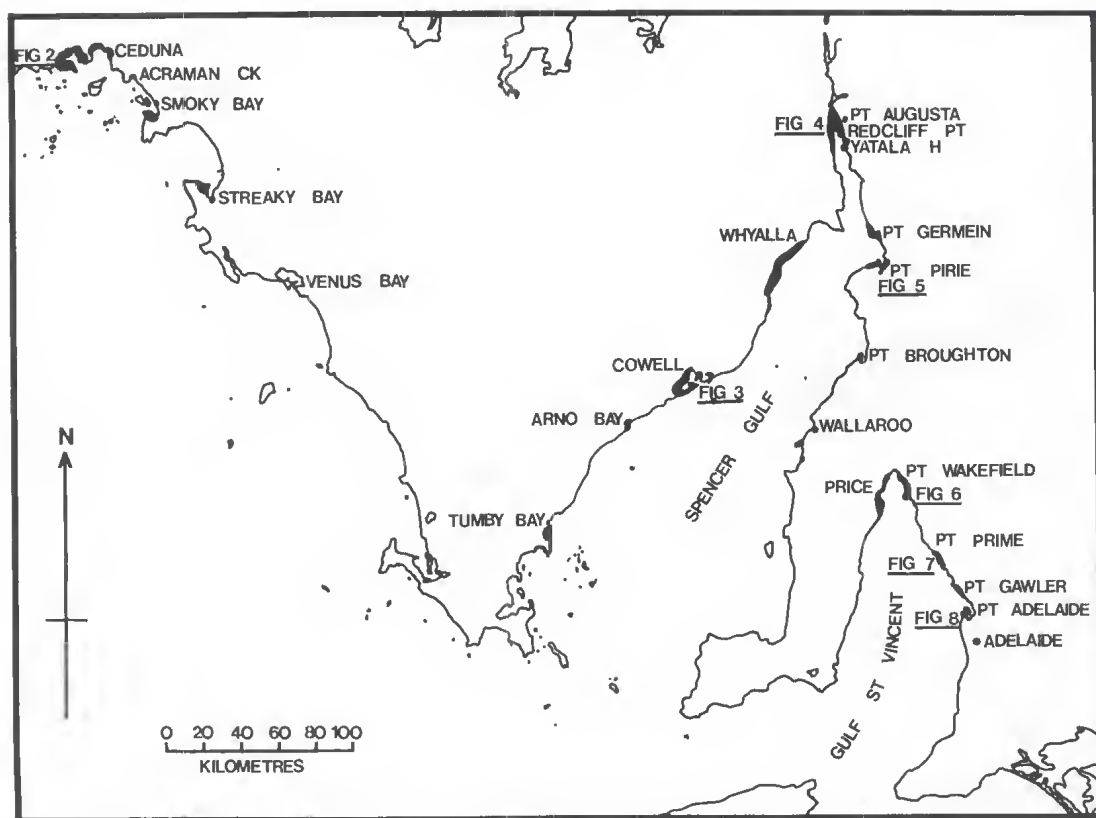 FIG 2
CEDUNA
ACRAMAN CK
SMOKY BAY
STREAKY BAY
VENUS BAY
PT AUGUSTA
FIG 4
REDCLIFF PT
YATALA H
WHYALLA
PT GERMEIN
PT PIRIE
FIG 5
PT BROUGHTON
COWELL
FIG 3
ARNO BAY
WALLAROO
SPENCER GULF
N
PT WAKEFIELD
PRICE
FIG 6
TUMBY BAY
PT PRIME
FIG 7
PT GAWLER
PT ADELAIDE
FIG 8
ADELAIDE
GULF ST VINCENT
0 20 40 60 80 100
KILOMETRES